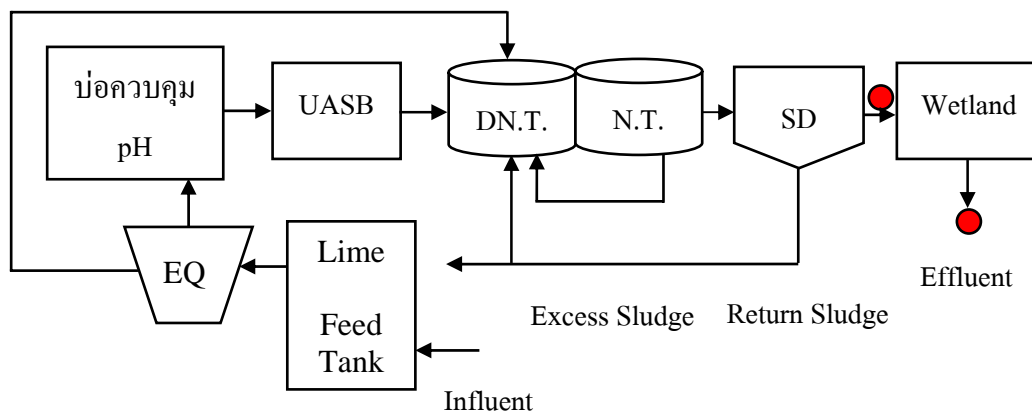 บ่อควบคุม
pH
UASB
DN.T.
N.T.
SD
Wetland
EQ
Lime
Feed
Tank
Excess Sludge
Return Sludge
Effluent
Influent